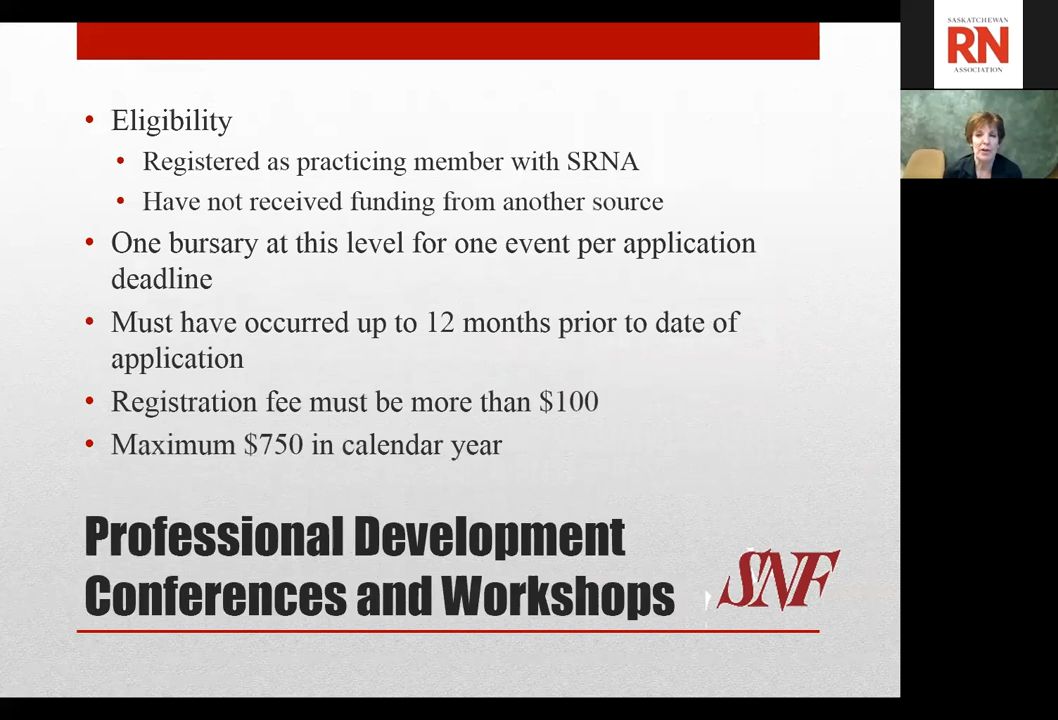 • Eligibility
• Registered as practicing member with SRNA
• Have not received funding from another source
• One bursary at this level for one event per application
deadline
• Must have occurred up to 12 months prior to date of
application
• Registration fee must be more than $100
• Maximum $750 in calendar year
Professional Development
Conferences and Workshops
SNF
SASKATCHEWAN
RN
ASSOCIATION